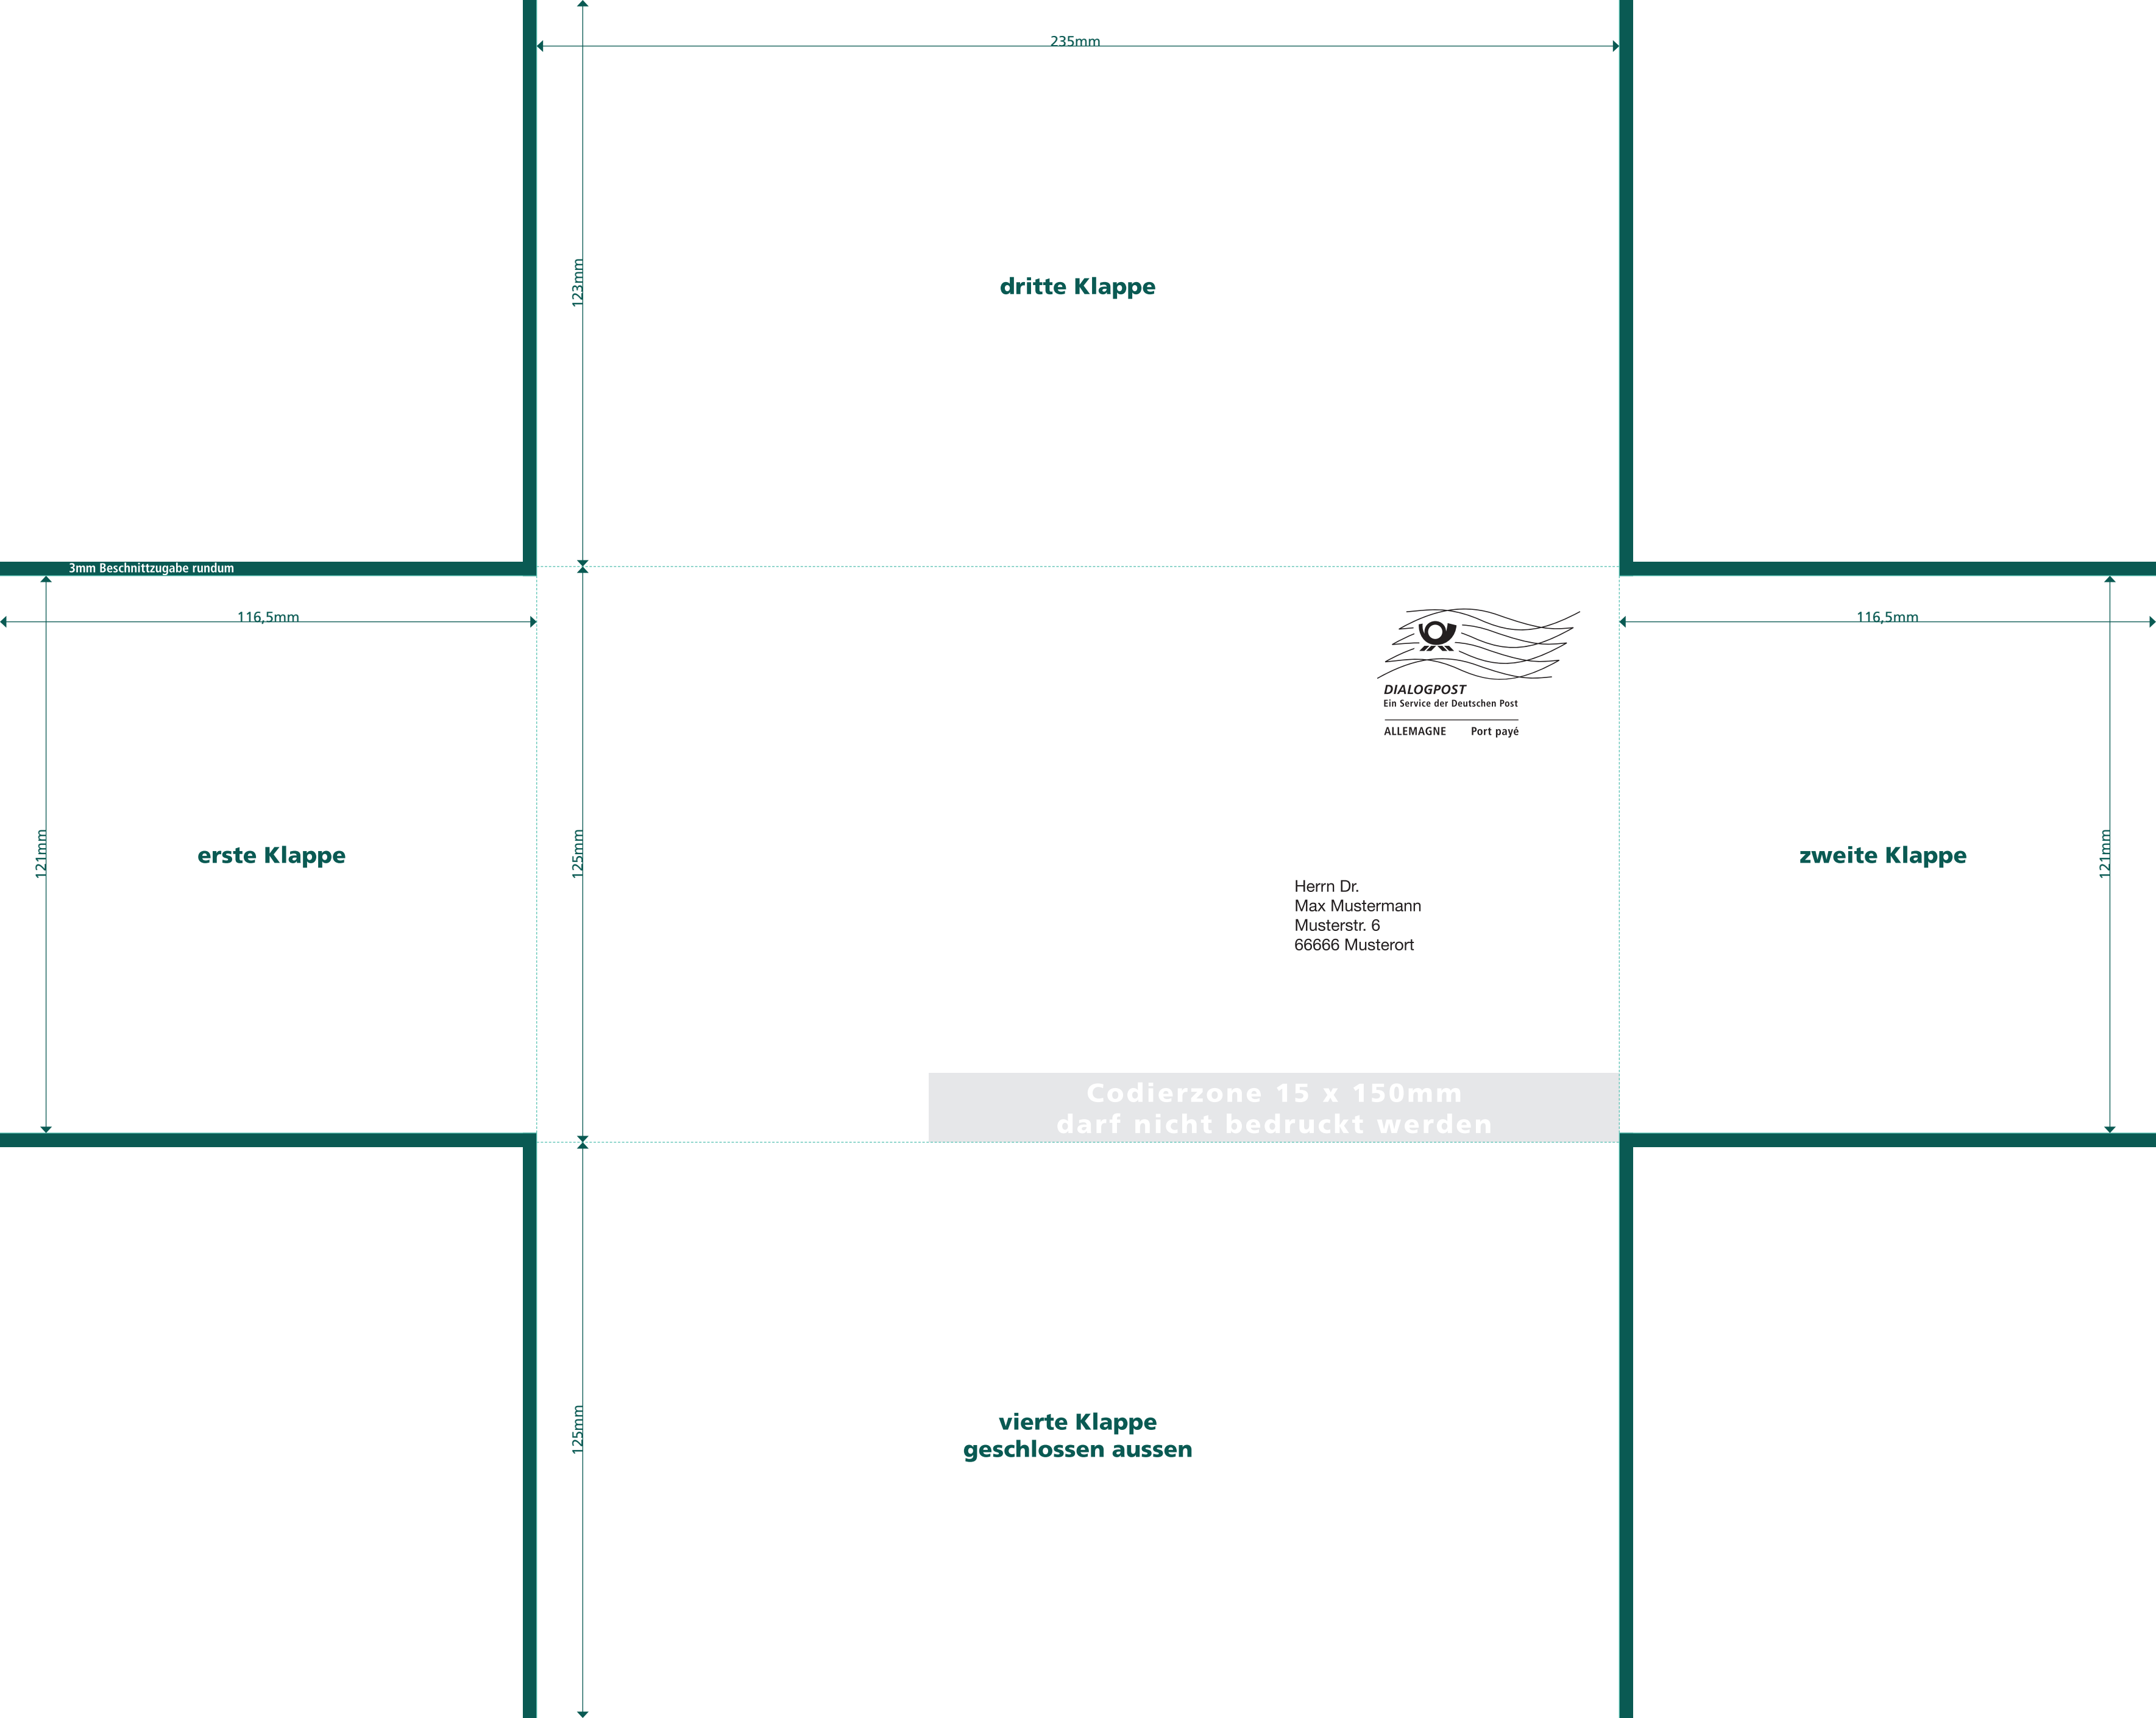 235mm
123mm
dritte Klappe
3mm Beschnittzugabe rundum
116,5mm
116,5mm
DIALOGPOST
Ein Service der Deutschen Post
ALLEMAGNE Port payé
121mm
erste Klappe
125mm
zweite Klappe
121mm
Herrn Dr.
Max Mustermann
Musterstr. 6
66666 Musterort
Codierzone 15 x 150mm
darf nicht bedruckt werden
125mm
vierte Klappe
geschlossen aussen